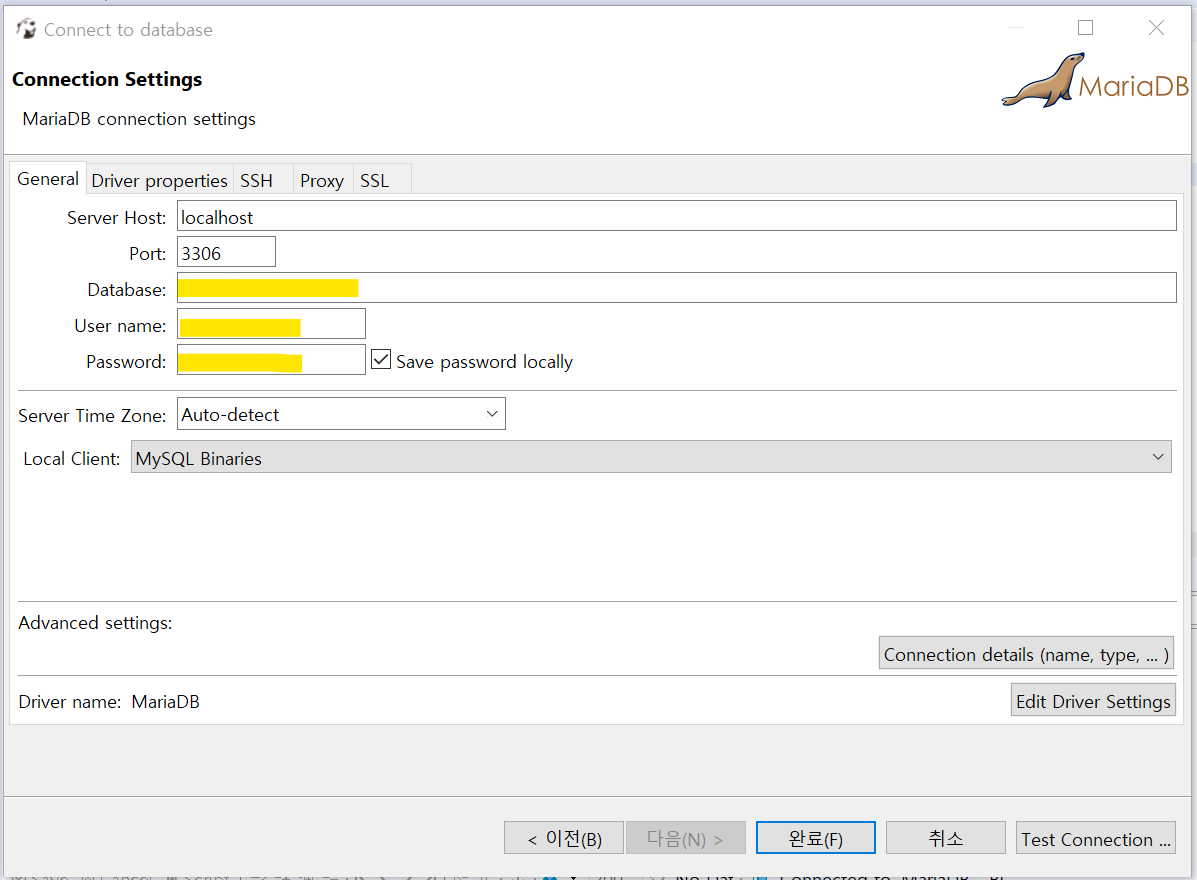 Connect to database
Connection Settings
MariaDB connection settings
MariaDB
General Driver properties SSH Proxy SSL
Server Host: localhost
Port: 3306
Database:
User name:
Password: Save password locally
Server Time Zone: Auto-detect
Local Client: MySQL Binaries
Advanced settings:
Connection details (name, type, ... )
Driver name: MariaDB Edit Driver Settings
< 이전(B) 다음(N) > 완료(F) 취소 Test Connection ...